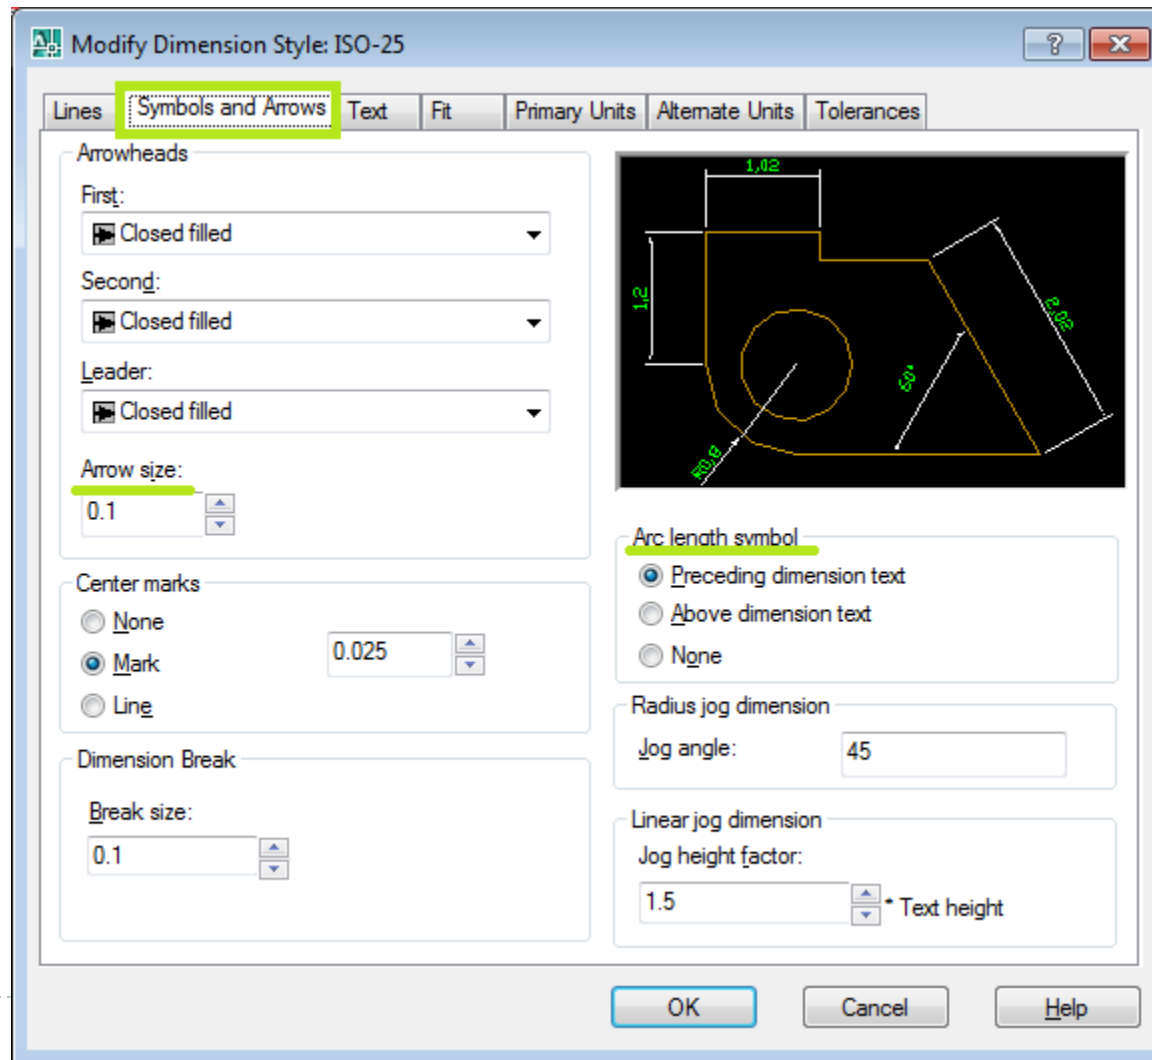 Modify Dimension Style: ISO-25
Lines Symbols and Arrows Text Fit Primary Units Alternate Units Tolerances
Arrowheads
First:
Closed filled
Second:
Closed filled
Leader:
Closed filled
Arrow size:
0.1
Center marks
None
Mark
0.025
Line
Dimension Break
Break size:
0.1
1,02
1,2
2,02
60°
R0,8
Arc length symbol
Preceding dimension text
Above dimension text
None
Radius jog dimension
Jog angle:
45
Linear jog dimension
Jog height factor:
1.5
* Text height
OK Cancel Help